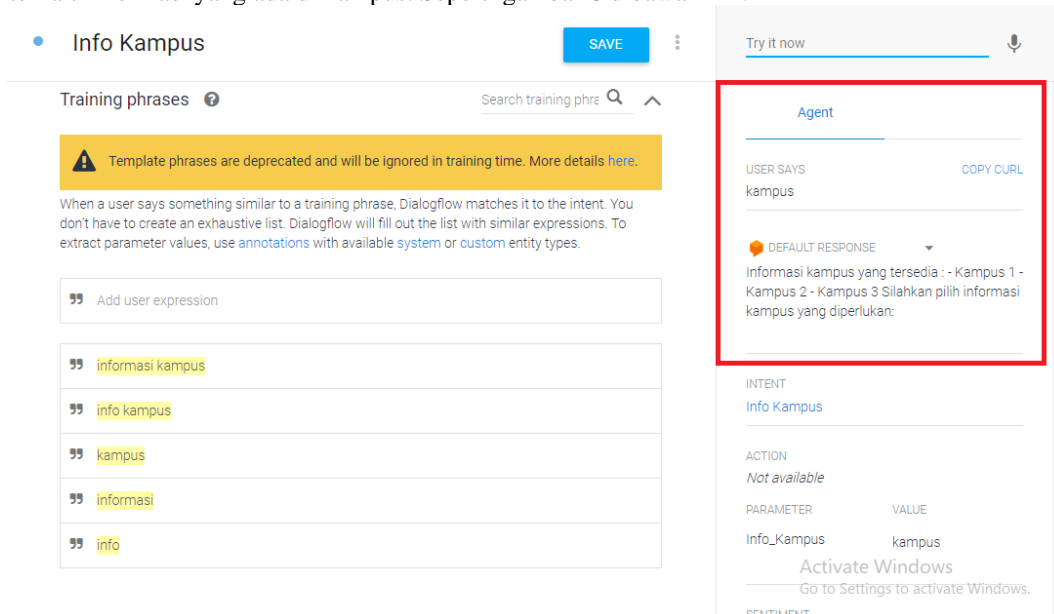 Info Kampus
SAVE
Training phrases
Search training phra
Template phrases are deprecated and will be ignored in training time. More details here.
When a user says something similar to a training phrase, Dialogflow matches it to the intent. You
don't have to create an exhaustive list. Dialogflow will fill out the list with similar expressions. To
extract parameter values, use annotations with available system or custom entity types.
Add user expression
informasi kampus
info kampus
kampus
informasi
info
Try it now
Agent
USER SAYS
COPY CURL
kampus
DEFAULT RESPONSE
Informasi kampus yang tersedia : - Kampus 1 -
Kampus 2 - Kampus 3 Silahkan pilih informasi
kampus yang diperlukan:
INTENT
Info Kampus
ACTION
Not available
PARAMETER VALUE
Info_Kampus kampus
Activate Windows
Go to Settings to activate Windows.
SENTIMENT